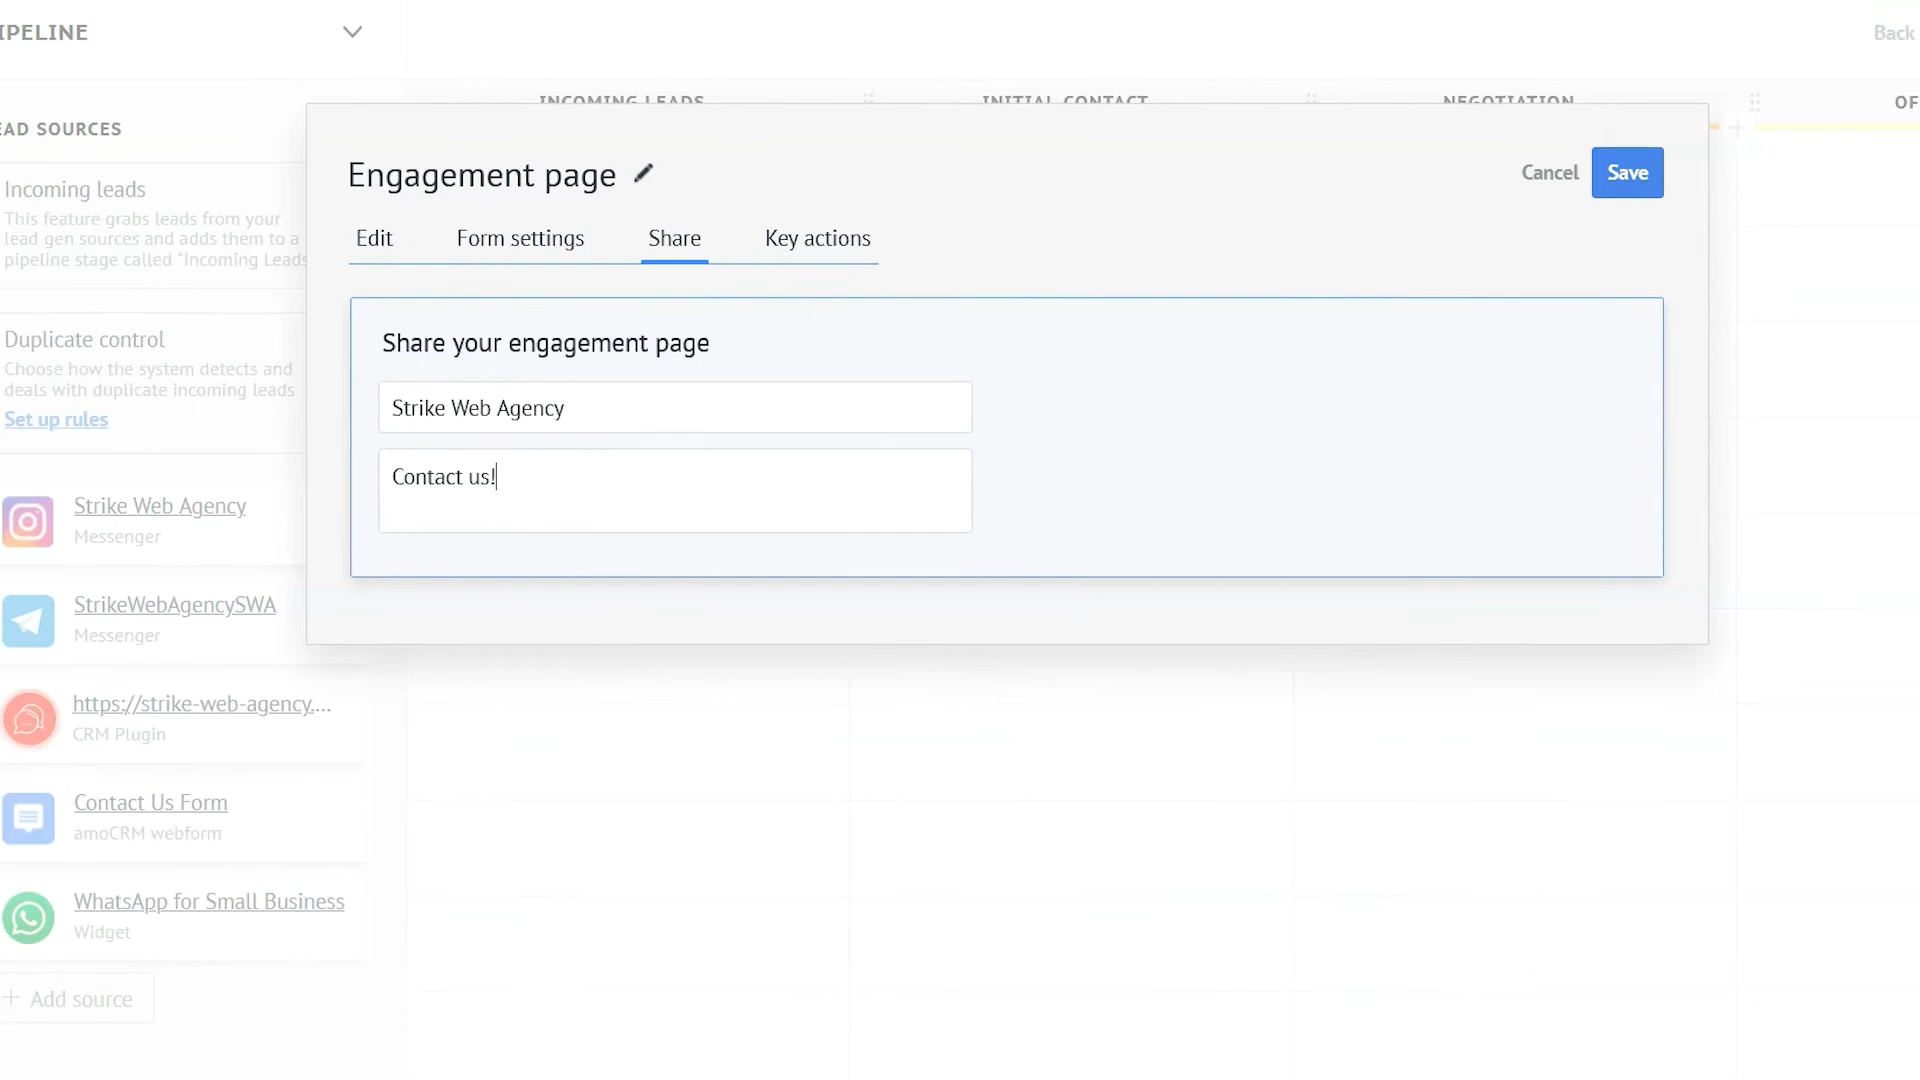 IPELINE
Back
INCOMING LEADS
INITIAL CONTACT
NEGOTIATION
OF
EAD SOURCES
Incoming leads
This feature grabs leads from your
lead gen sources and adds them to a
pipeline stage called "Incoming Leads
Duplicate control
Choose how the system detects and
deals with duplicate incoming leads
Set up rules
Strike Web Agency
Messenger
StrikeWebAgencySWA
Messenger
https://strike-web-agency....
CRM Plugin
Contact Us Form
amoCRM webform
WhatsApp for Small Business
Widget
+ Add source
Engagement page
Cancel
Save
Edit
Form settings
Share
Key actions
Share your engagement page
Strike Web Agency
Contact us!